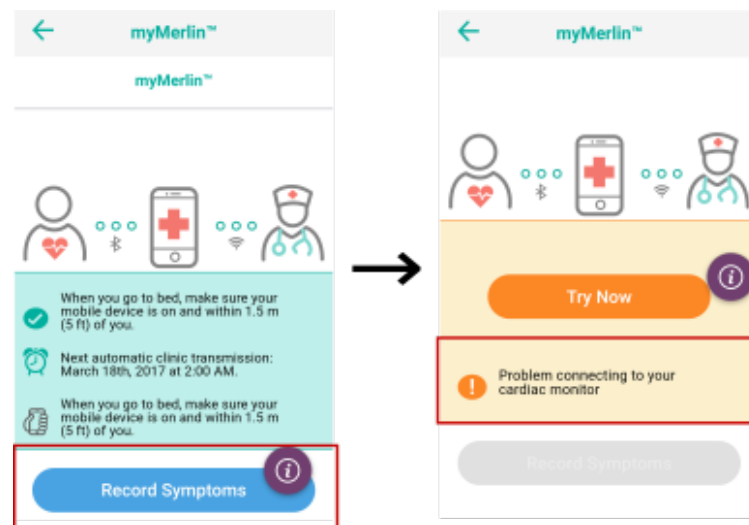 myMerlin™
myMerlin™
When you go to bed, make sure your
mobile device is on and within 1.5 m
(5 ft) of you.
Next automatic clinic transmission:
March 18th, 2017 at 2:00 AM.
When you go to bed, make sure your
mobile device is on and within 1.5 m
(5 ft) of you.
Record Symptoms
myMerlin™
Try Now
Problem connecting to your
cardiac monitor
Record Symptoms